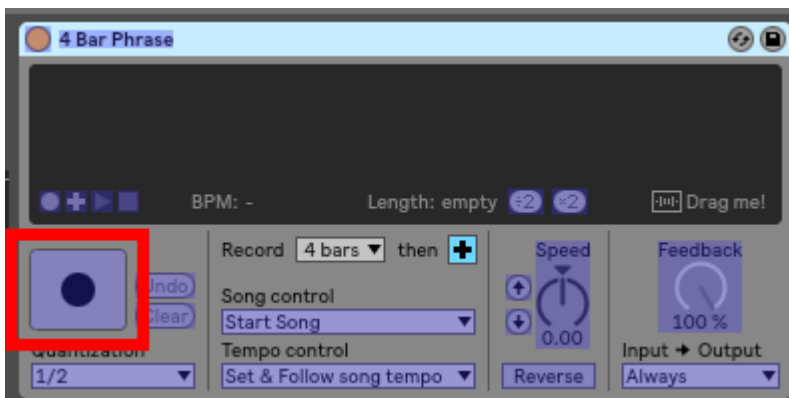 4 Bar Phrase
BPM: - Length: empty ÷2 ×2 Drag me!
Record 4 bars then Speed Feedback
Undo
Song control
Clear
Start Song
0.00 100 %
Quantization Tempo control Input → Output
1/2 Set & Follow song tempo Reverse Always